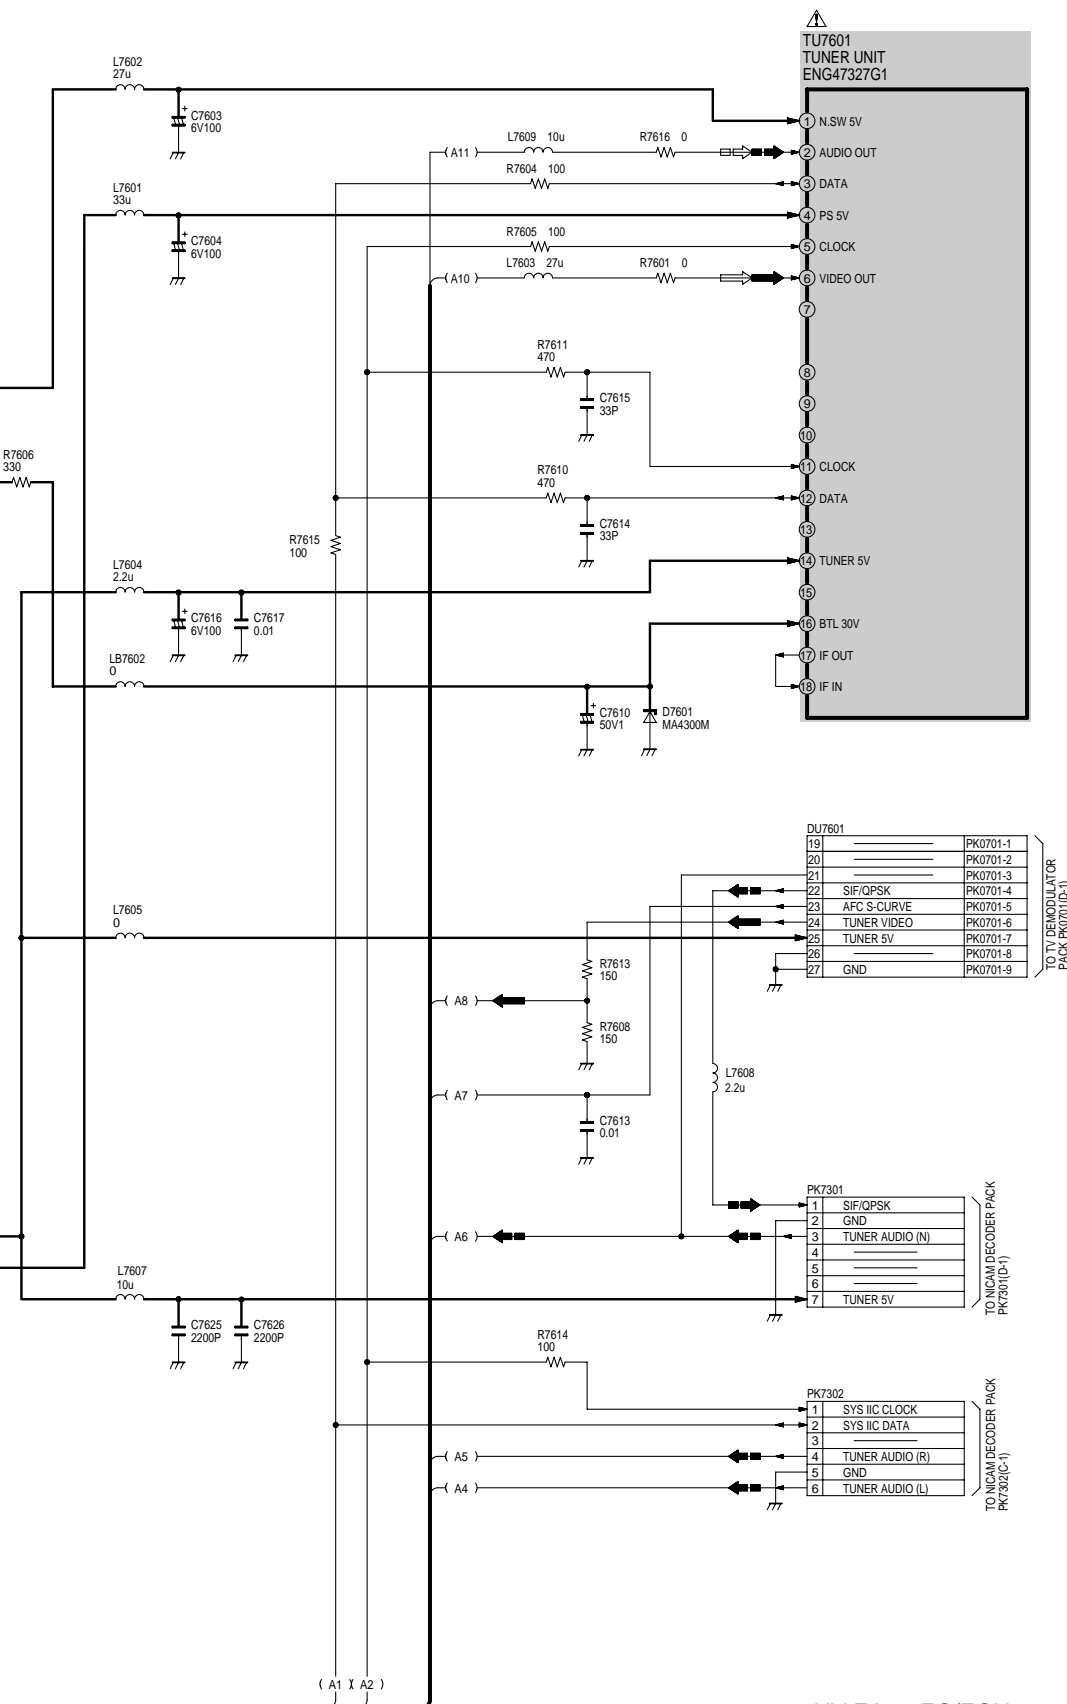 TU7601
TUNER UNIT
ENG47327G1
L7602
27u
C7603
6V100
+
1 N.SW 5V
L7609 10u
R7616 0
A11
2 AUDIO OUT
R7604 100
3 DATA
L7601
33u
4 PS 5V
C7604
6V100
+
R7605 100
5 CLOCK
L7603 27u
R7601 0
A10
6 VIDEO OUT
7
R7611
470
8
C7615
33P
9
10
R7606
330
R7610
470
11 CLOCK
12 DATA
C7614
33P
13
R7615
100
L7604
2.2u
14 TUNER 5V
15
C7616
6V100
+
C7617
0.01
16 BTL 30V
LB7602
0
17 IF OUT
18 IF IN
C7610
50V1
+
D7601
MA4300M
DU7601
19 PK0701-1
20 PK0701-2
21 PK0701-3
22 SIF/QPSK PK0701-4
23 AFC S-CURVE PK0701-5
24 TUNER VIDEO PK0701-6
25 TUNER 5V PK0701-7
26 PK0701-8
27 GND PK0701-9
TO TV DEMODULATOR
PACK PK0701(D-1)
L7605
0
R7613
150
A8
R7608
150
L7608
2.2u
A7
C7613
0.01
PK7301
1 SIF/QPSK
2 GND
3 TUNER AUDIO (N)
4
5
6
7 TUNER 5V
TO NICAM DECODER PACK
PK7301(D-1)
A6
L7607
10u
C7625
2200P
C7626
2200P
R7614
100
PK7302
1 SYS IIC CLOCK
2 SYS IIC DATA
3
4 TUNER AUDIO (R)
5 GND
6 TUNER AUDIO (L)
TO NICAM DECODER PACK
PK7302(C-1)
A5
A4
A1 A2